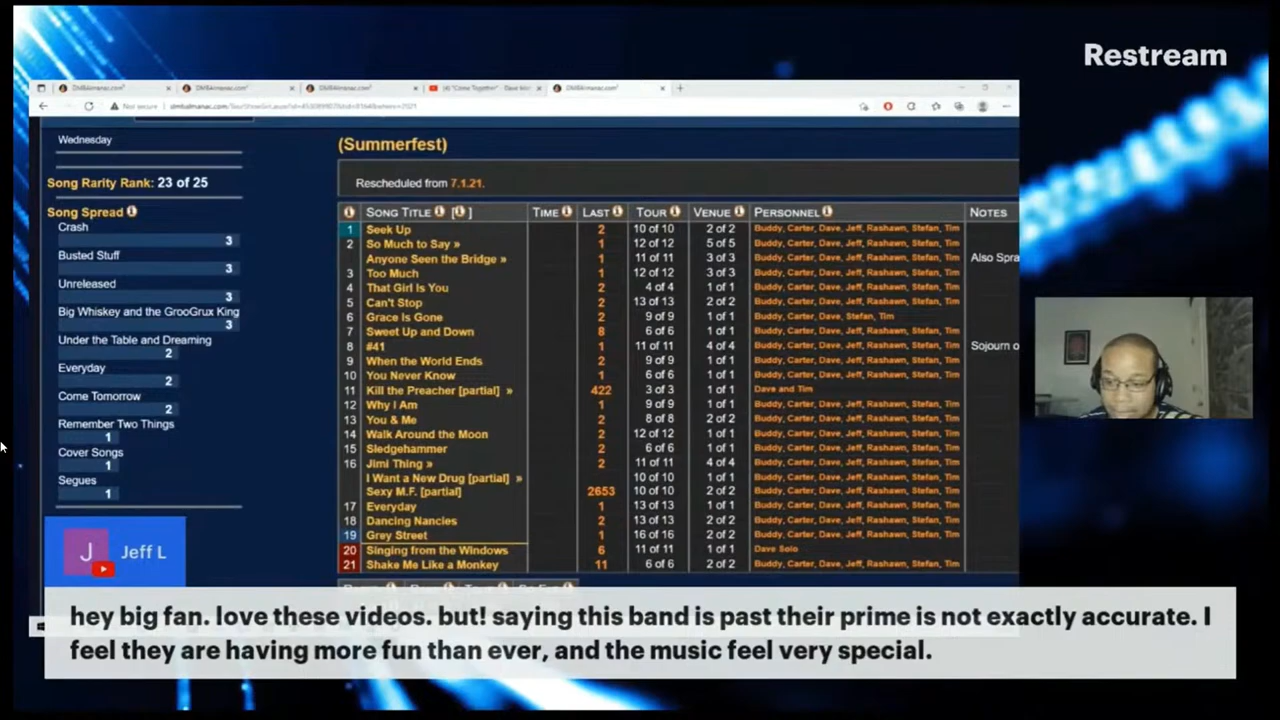 Restream
DMBAlmanac.com
DMBAlmanac.com
DMBAlmanac.com
DMBAlmanac.com
Not secure
Wednesday
Song Rarity Rank: 23 of 25
Song Spread
Crash
3
Busted Stuff
3
Unreleased
3
Big Whiskey and the GrooGrux King
3
Under the Table and Dreaming
2
Everyday
2
Come Tomorrow
2
Remember Two Things
1
Cover Songs
1
Segues
1
(Summerfest)
Rescheduled from 7.1.21.
SONG TITLE [ ] TIME LAST TOUR VENUE PERSONNEL NOTES
1 Seek Up 2 10 of 10 2 of 2 Buddy, Carter, Dave, Jeff, Rashawn, Stefan, Tim
2 So Much to Say » 1 12 of 12 5 of 5 Buddy, Carter, Dave, Jeff, Rashawn, Stefan, Tim
Anyone Seen the Bridge » 1 11 of 11 3 of 3 Buddy, Carter, Dave, Jeff, Rashawn, Stefan, Tim Also Spra
3 Too Much 1 12 of 12 3 of 3 Buddy, Carter, Dave, Jeff, Rashawn, Stefan, Tim
4 That Girl Is You 2 4 of 4 1 of 1 Buddy, Carter, Dave, Jeff, Rashawn, Stefan, Tim
5 Can't Stop 2 13 of 13 2 of 2 Buddy, Carter, Dave, Jeff, Rashawn, Stefan, Tim
6 Grace Is Gone 2 9 of 9 1 of 1 Buddy, Carter, Dave, Stefan, Tim
7 Sweet Up and Down 8 6 of 6 1 of 1 Buddy, Carter, Dave, Jeff, Rashawn, Stefan, Tim
8 #41 1 11 of 11 4 of 4 Buddy, Carter, Dave, Jeff, Rashawn, Stefan, Tim Sojourn o
9 When the World Ends 2 9 of 9 1 of 1 Buddy, Carter, Dave, Jeff, Rashawn, Stefan, Tim
10 You Never Know 1 6 of 6 1 of 1 Buddy, Carter, Dave, Jeff, Rashawn, Stefan, Tim
11 Kill the Preacher [partial] » 422 3 of 3 1 of 1 Dave and Tim
12 Why I Am 1 9 of 9 1 of 1 Buddy, Carter, Dave, Jeff, Rashawn, Stefan, Tim
13 You & Me 2 8 of 8 2 of 2 Buddy, Carter, Dave, Jeff, Rashawn, Stefan, Tim
14 Walk Around the Moon 2 12 of 12 1 of 1 Buddy, Carter, Dave, Jeff, Rashawn, Stefan, Tim
15 Sledgehammer 2 6 of 6 1 of 1 Buddy, Carter, Dave, Jeff, Rashawn, Stefan, Tim
16 Jimi Thing » 2 11 of 11 4 of 4 Buddy, Carter, Dave, Jeff, Rashawn, Stefan, Tim
I Want a New Drug [partial] » 10 of 10 1 of 1 Buddy, Carter, Dave, Jeff, Rashawn, Stefan, Tim
Sexy M.F. [partial] 2653 10 of 10 2 of 2 Buddy, Carter, Dave, Jeff, Rashawn, Stefan, Tim
17 Everyday 1 13 of 13 1 of 1 Buddy, Carter, Dave, Jeff, Rashawn, Stefan, Tim
18 Dancing Nancies 2 13 of 13 2 of 2 Buddy, Carter, Dave, Jeff, Rashawn, Stefan, Tim
19 Grey Street 1 16 of 16 2 of 2 Buddy, Carter, Dave, Jeff, Rashawn, Stefan, Tim
20 Singing from the Windows 6 11 of 11 1 of 1 Dave Solo
21 Shake Me Like a Monkey 11 6 of 6 2 of 2 Buddy, Carter, Dave, Jeff, Rashawn, Stefan, Tim
J Jeff L
hey big fan. love these videos. but! saying this band is past their prime is not exactly accurate. I
feel they are having more fun than ever, and the music feel very special.